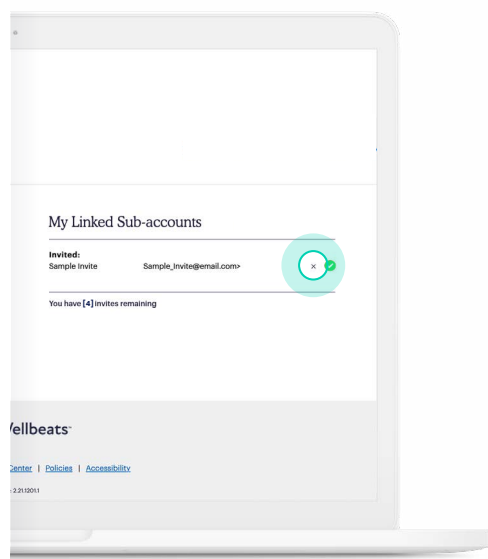 My Linked Sub-accounts
Invited:
Sample Invite Sample_Invite@email.com>
×
You have [4] invites remaining
ellbeats™
Center | Policies | Accessibility
: 2.21.1201.1